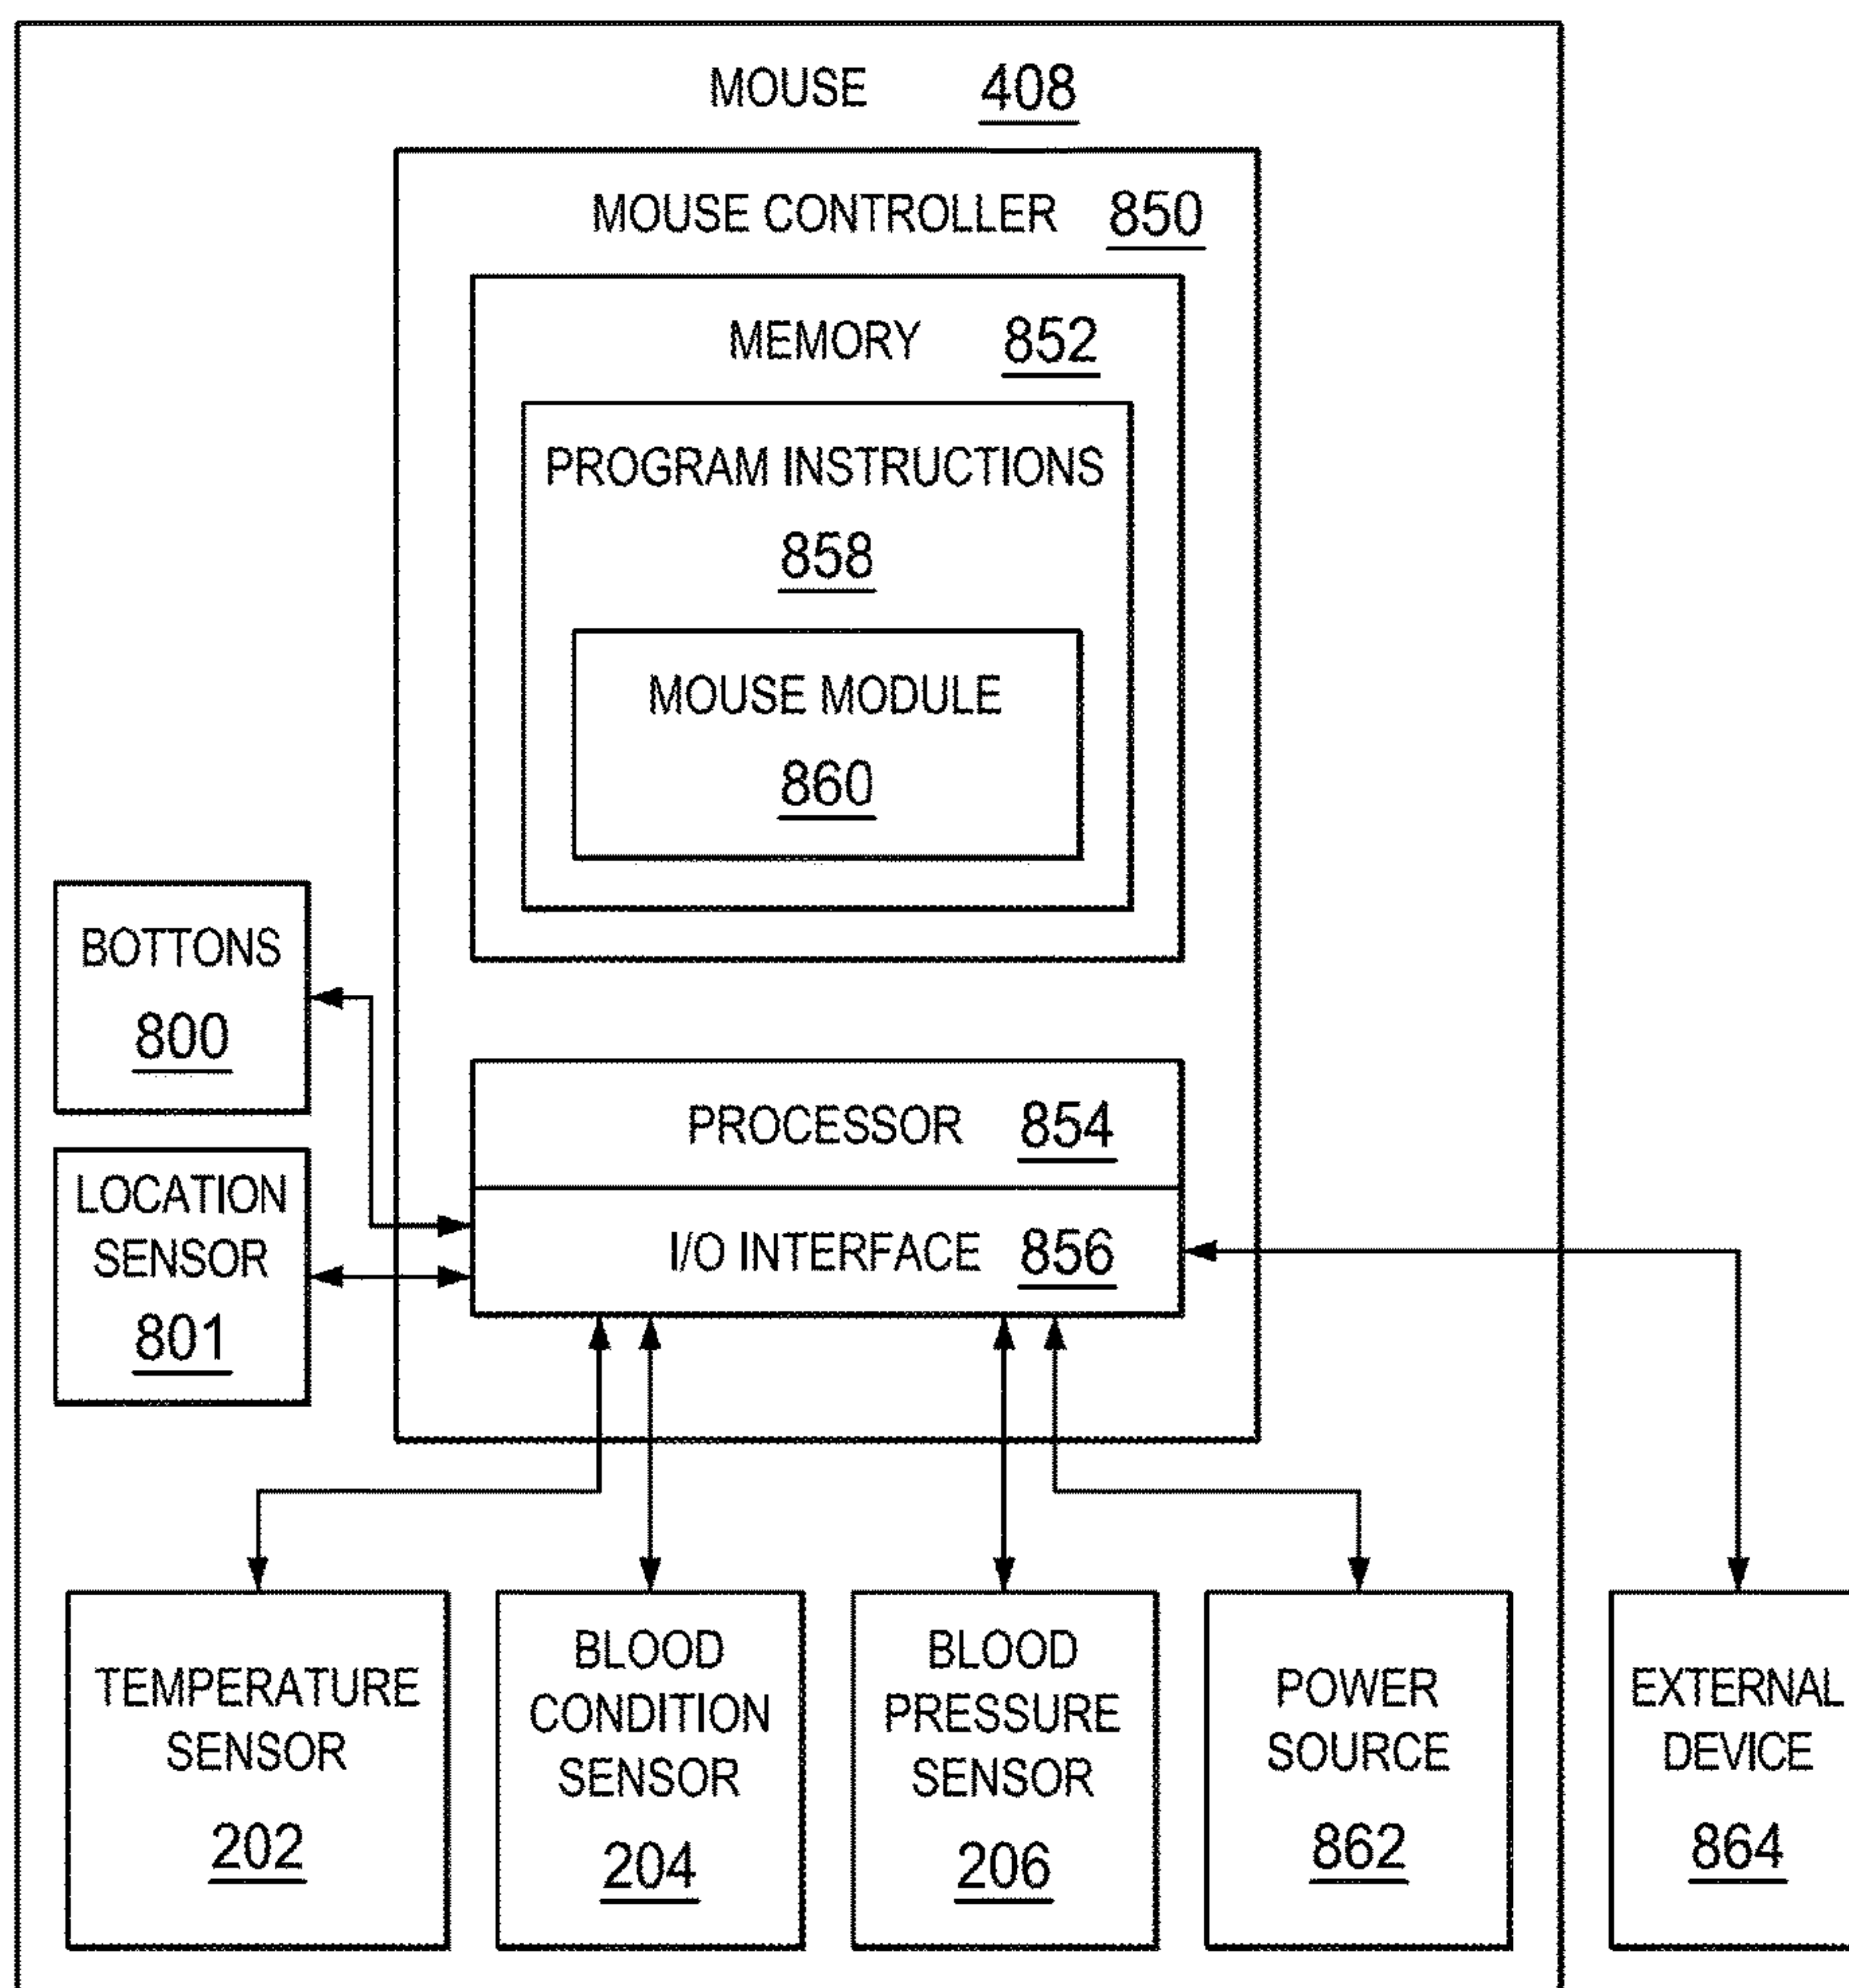 MOUSE 408
MOUSE CONTROLLER 850
MEMORY 852
PROGRAM INSTRUCTIONS
858
MOUSE MODULE
860
BOTTONS
800
PROCESSOR 854
LOCATION
SENSOR
801
I/O INTERFACE 856
TEMPERATURE
SENSOR
202
BLOOD
CONDITION
SENSOR
204
BLOOD
PRESSURE
SENSOR
206
POWER
SOURCE
862
EXTERNAL
DEVICE
864